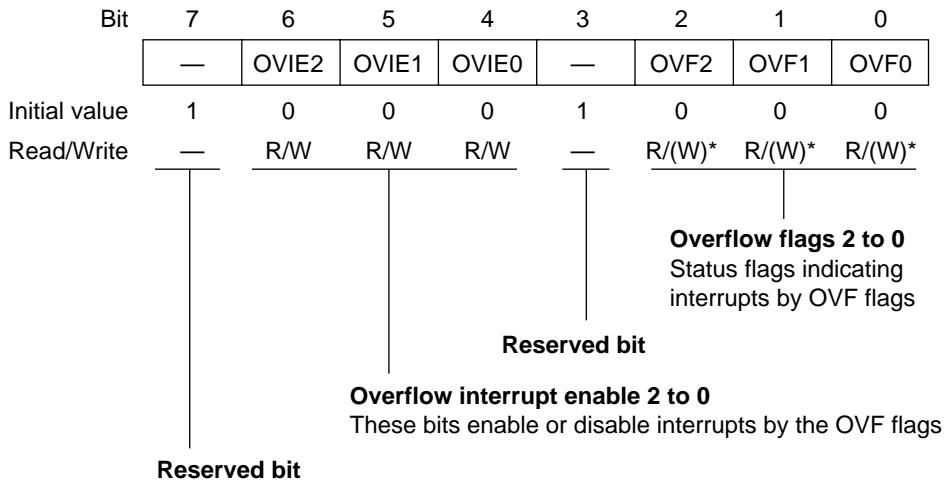 Bit 7 6 5 4 3 2 1 0
— OVIE2 OVIE1 OVIE0 — OVF2 OVF1 OVF0
Initial value 1 0 0 0 1 0 0 0
Read/Write — R/W R/W R/W — R/(W)* R/(W)* R/(W)*
Overflow flags 2 to 0
Status flags indicating
interrupts by OVF flags
Reserved bit
Overflow interrupt enable 2 to 0
These bits enable or disable interrupts by the OVF flags
Reserved bit